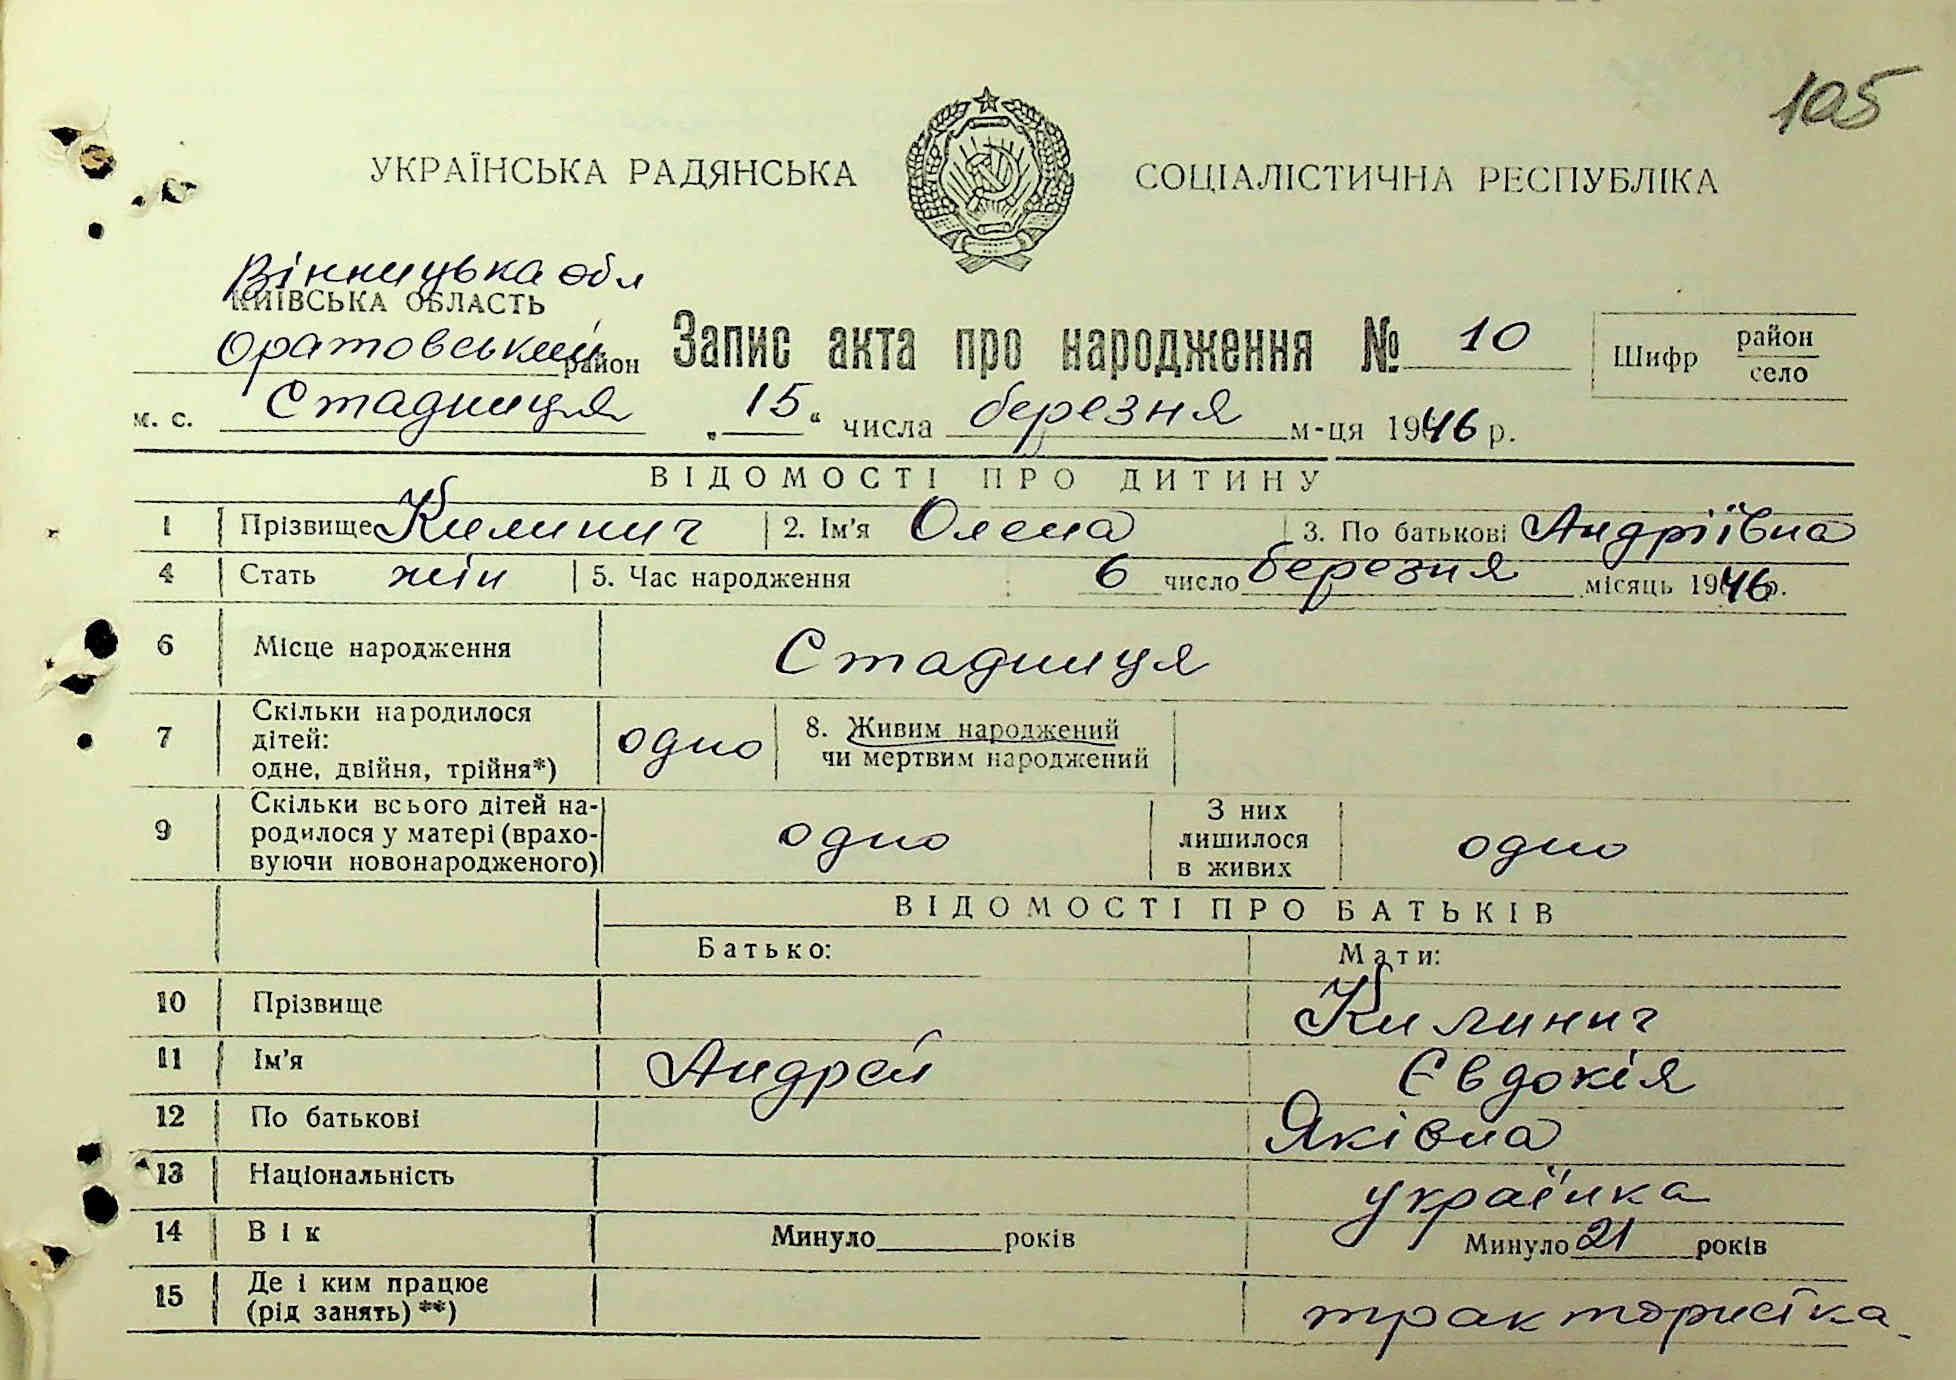 105
УКРАЇНСЬКА РАДЯНСЬКА СОЦІАЛІСТИЧНА РЕСПУБЛІКА
Вінницька обл
КИЇВСЬКА ОБЛАСТЬ
Оратовський район Запис акта про народження № 10 Шифр район село
м. с. Стадниця „15“ числа березня м-ця 1946 р.
ВІДОМОСТІ ПРО ДИТИНУ
1 Прізвище Килинич 2. Ім'я Олена 3. По батькові Андріївна
4 Стать жін 5. Час народження 6 число березня місяць 1946 р.
6 Місце народження Стадниця
7 Скільки народилося дітей: одне, двійня, трійня*) одно 8. Живим народжений чи мертвим народжений
9 Скільки всього дітей народилося у матері (враховуючи новонародженого) одно З них лишилося в живих одно
ВІДОМОСТІ ПРО БАТЬКІВ
Батько: Мати:
10 Прізвище Килинич
11 Ім'я Андрей Євдокія
12 По батькові Яківна
13 Національність українка
14 Вік Минуло ______ років Минуло 21 років
15 Де і ким працює (рід занять) **) трактористка